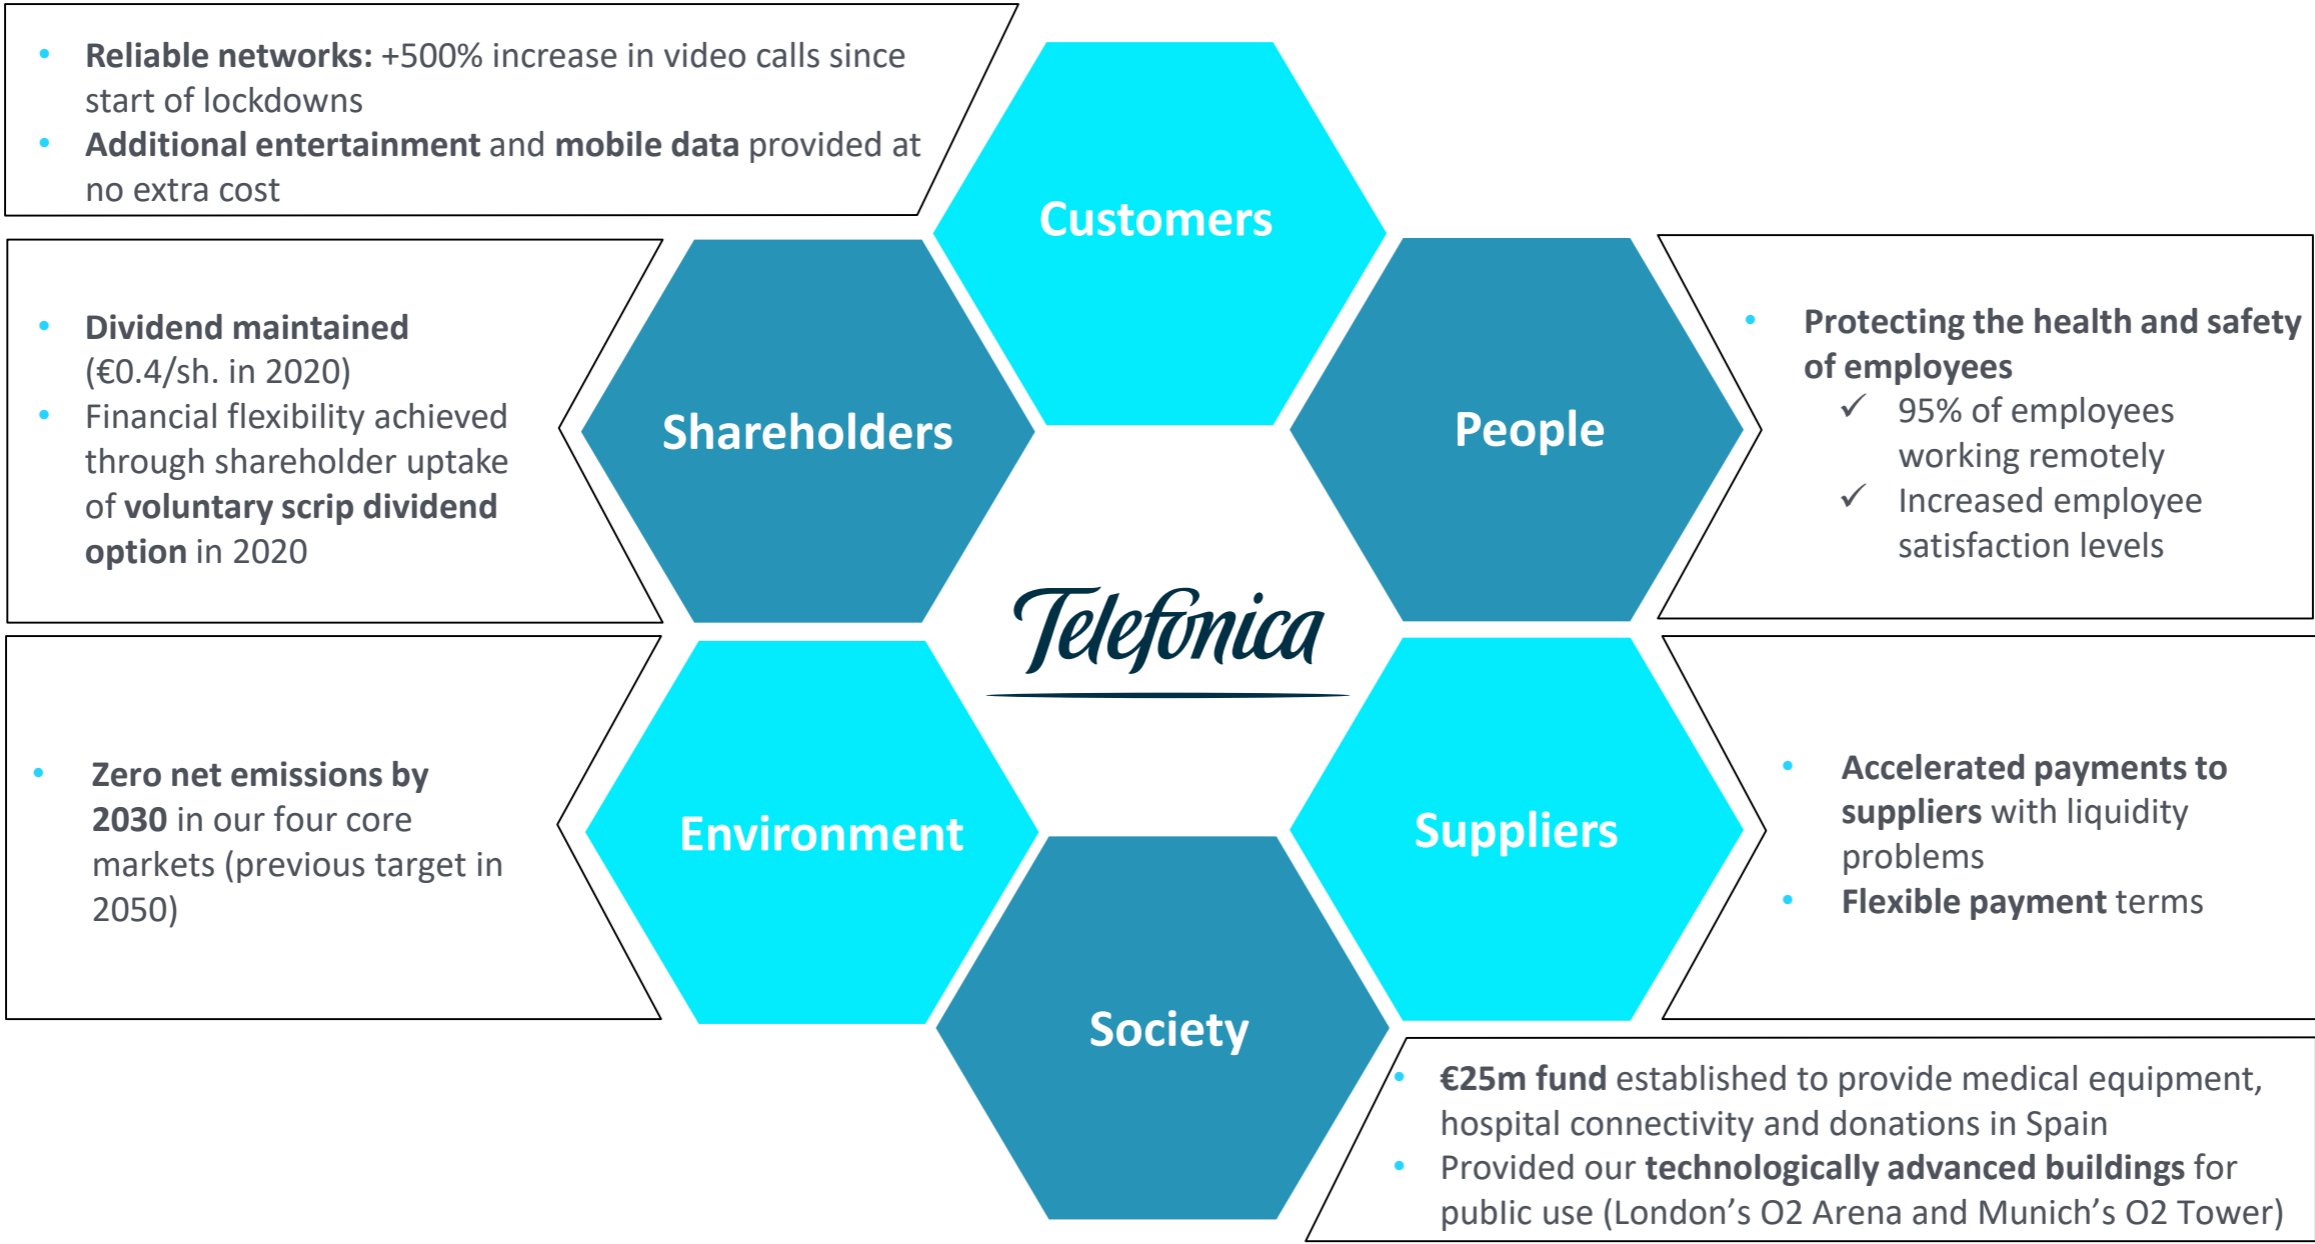 • Reliable networks: +500% increase in video calls since
start of lockdowns
• Additional entertainment and mobile data provided at
no extra cost
Customers
• Dividend maintained
(€0.4/sh. in 2020)
• Financial flexibility achieved
through shareholder uptake
of voluntary scrip dividend
option in 2020
Shareholders
People
• Protecting the health and safety
of employees
✓ 95% of employees
working remotely
✓ Increased employee
satisfaction levels
Telefónica
• Zero net emissions by
2030 in our four core
markets (previous target in
2050)
Environment
Suppliers
• Accelerated payments to
suppliers with liquidity
problems
• Flexible payment terms
Society
• €25m fund established to provide medical equipment,
hospital connectivity and donations in Spain
• Provided our technologically advanced buildings for
public use (London’s O2 Arena and Munich’s O2 Tower)